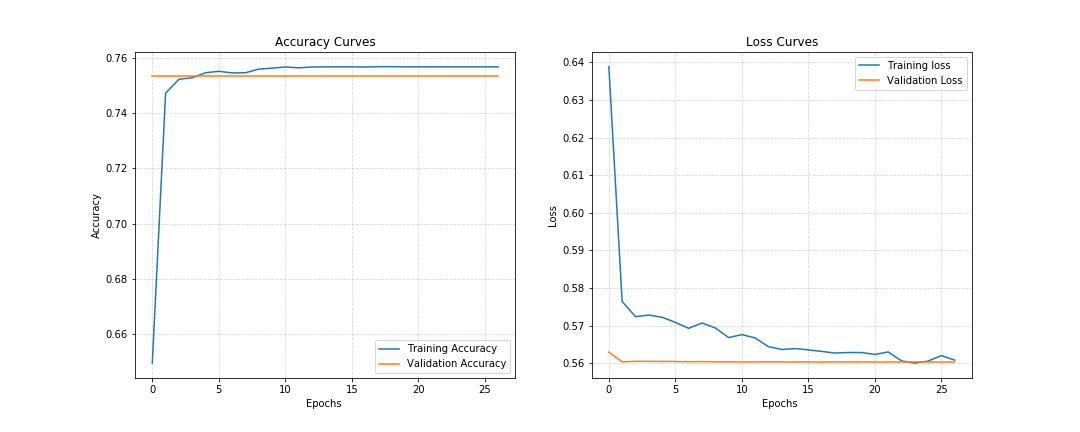 Accuracy Curves
0.76
0.74
0.72
0.70
0.68
0.66
Accuracy
0 5 10 15 20 25
Epochs
Training Accuracy
Validation Accuracy
Loss Curves
0.64
0.63
0.62
0.61
0.60
0.59
0.58
0.57
0.56
Loss
0 5 10 15 20 25
Epochs
Training loss
Validation Loss